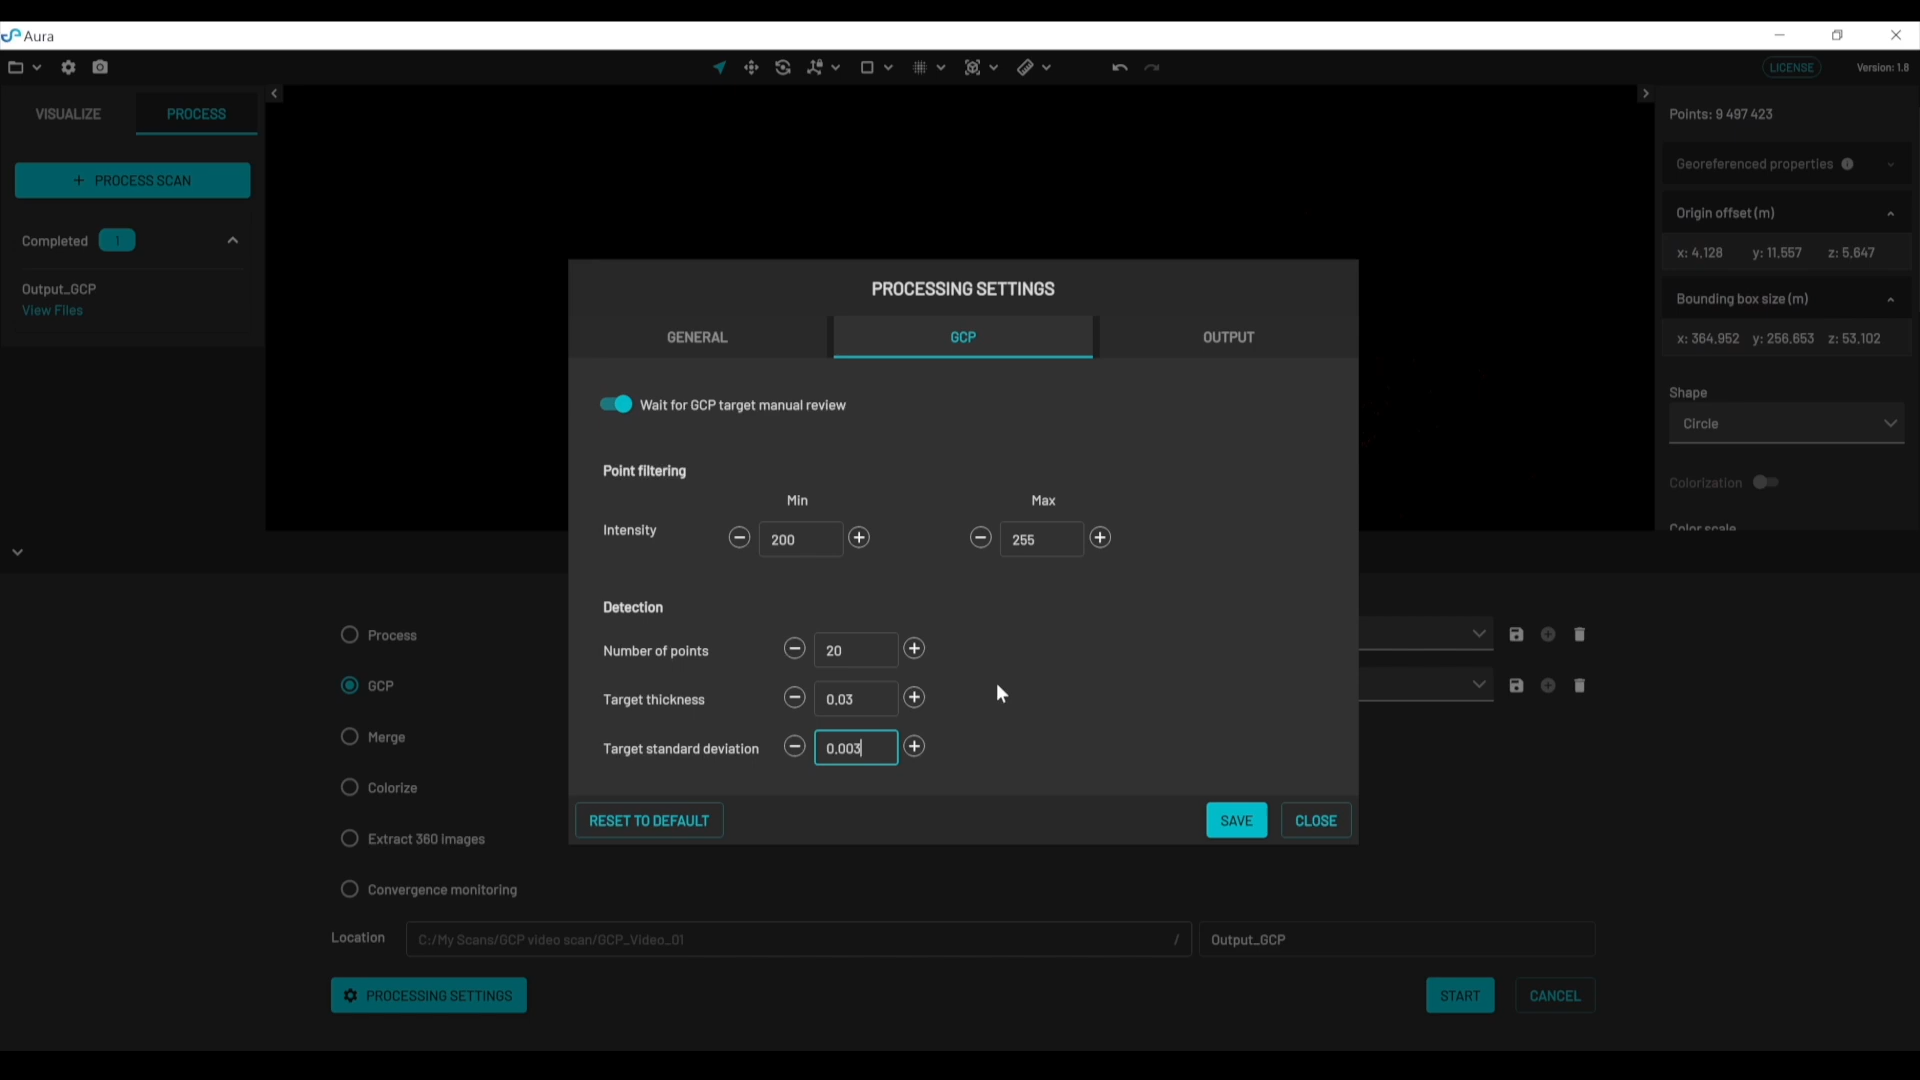 Aura
LICENSE
Version: 1.8
VISUALIZE
PROCESS
+ PROCESS SCAN
Completed 1
Output_GCP
View Files
Points: 9 497 423
Georeferenced properties
Origin offset (m)
x: 4,128 y: 11,557 z: 5,647
Bounding box size (m)
x: 364,952 y: 256,653 z: 53,102
Shape
Circle
Colorization
Color scale
PROCESSING SETTINGS
GENERAL
GCP
OUTPUT
Wait for GCP target manual review
Point filtering
Min
Max
Intensity
200
255
Detection
Number of points
20
Target thickness
0.03
Target standard deviation
0.003
RESET TO DEFAULT
SAVE
CLOSE
Process
GCP
Merge
Colorize
Extract 360 images
Convergence monitoring
Location
C:/My Scans/GCP video scan/GCP_Video_01 /
Output_GCP
PROCESSING SETTINGS
START
CANCEL